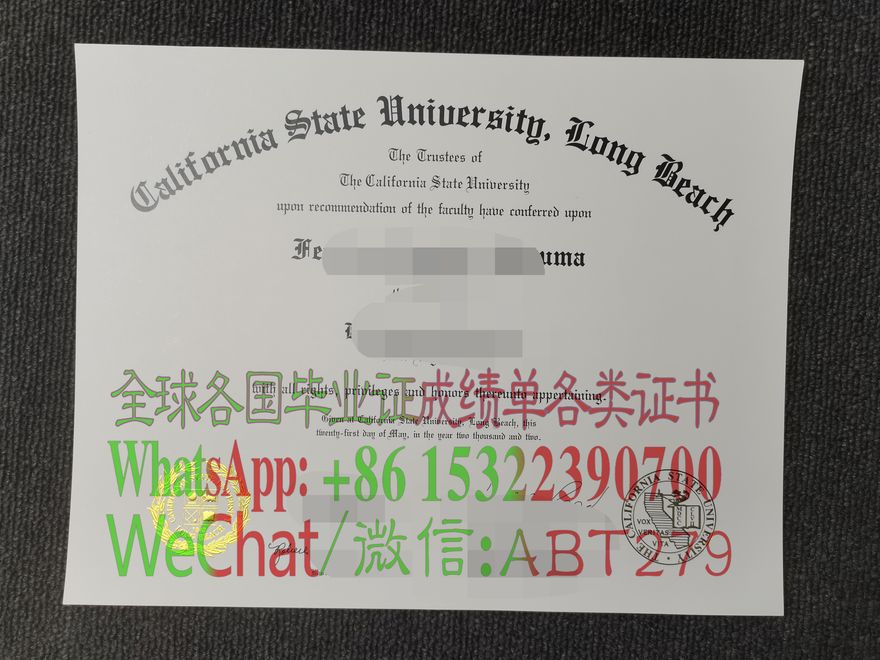 California State University, Long Beach
The Trustees of
The California State University
upon recommendation of the faculty have conferred upon
Fe
uma
with all rights, privileges and honors thereunto appertaining.
全球各国毕业证成绩单各类证书
Given at California State University, Long Beach, this
twenty-first day of May, in the year two thousand and two.
WhatsApp: +86 15322390700
WeChat/微信:ABT279
THE CALIFORNIA STATE UNIVERSITY
VOX
VERITAS
VITA